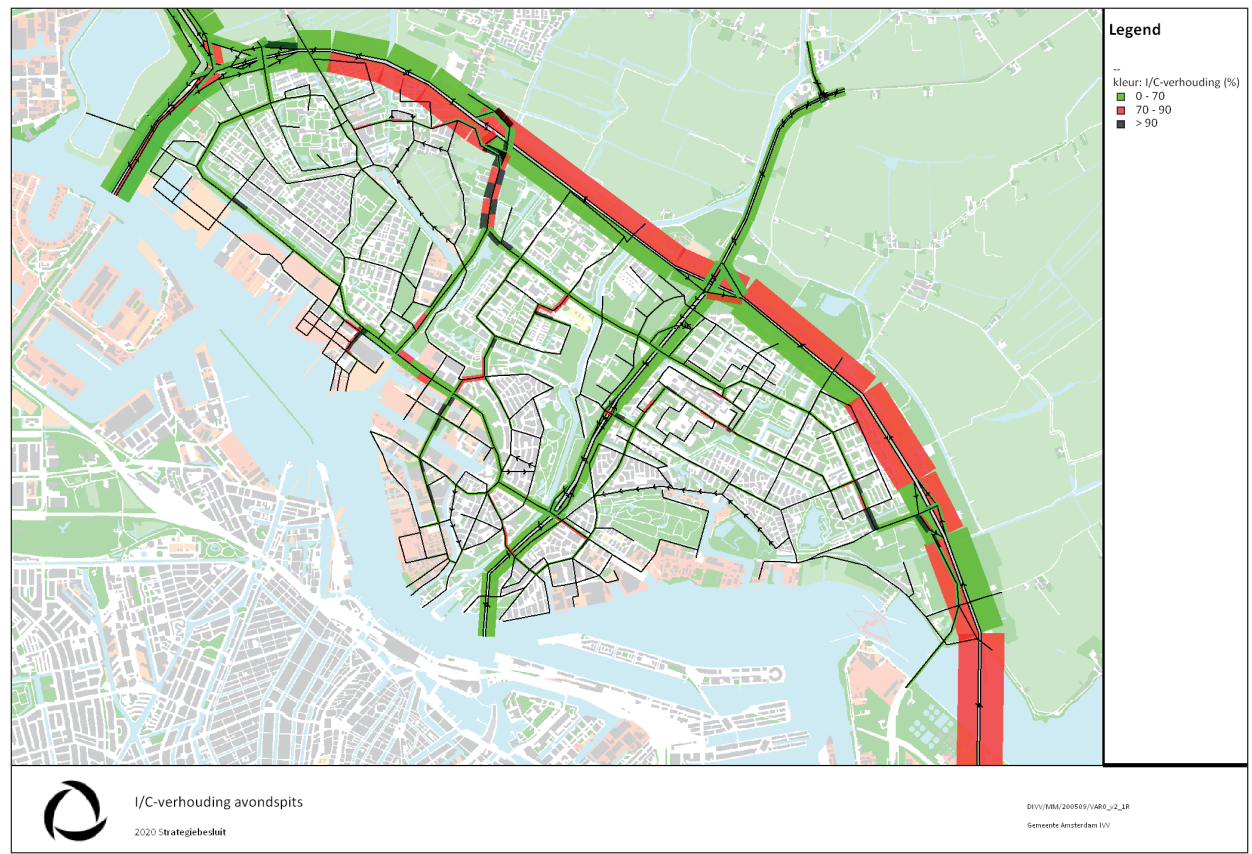 Legend
--
kleur: I/C-verhouding (%)
0 - 70
70 - 90
> 90
I/C-verhouding avondspits
2020 Strategiebesluit
DIVV/MM/200509/VAR0_v2_1R
Gemeente Amsterdam IVV